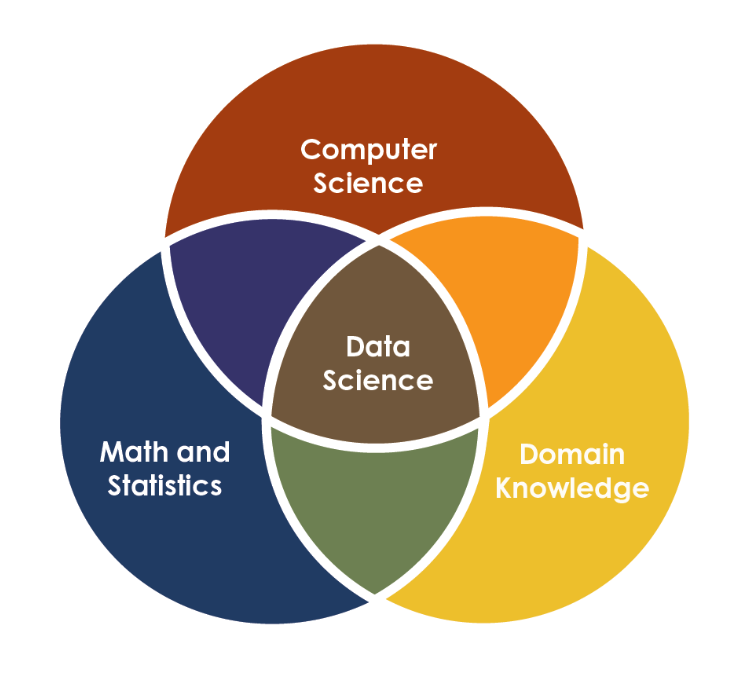 Computer
Science
Data
Science
Math and
Statistics
Domain
Knowledge